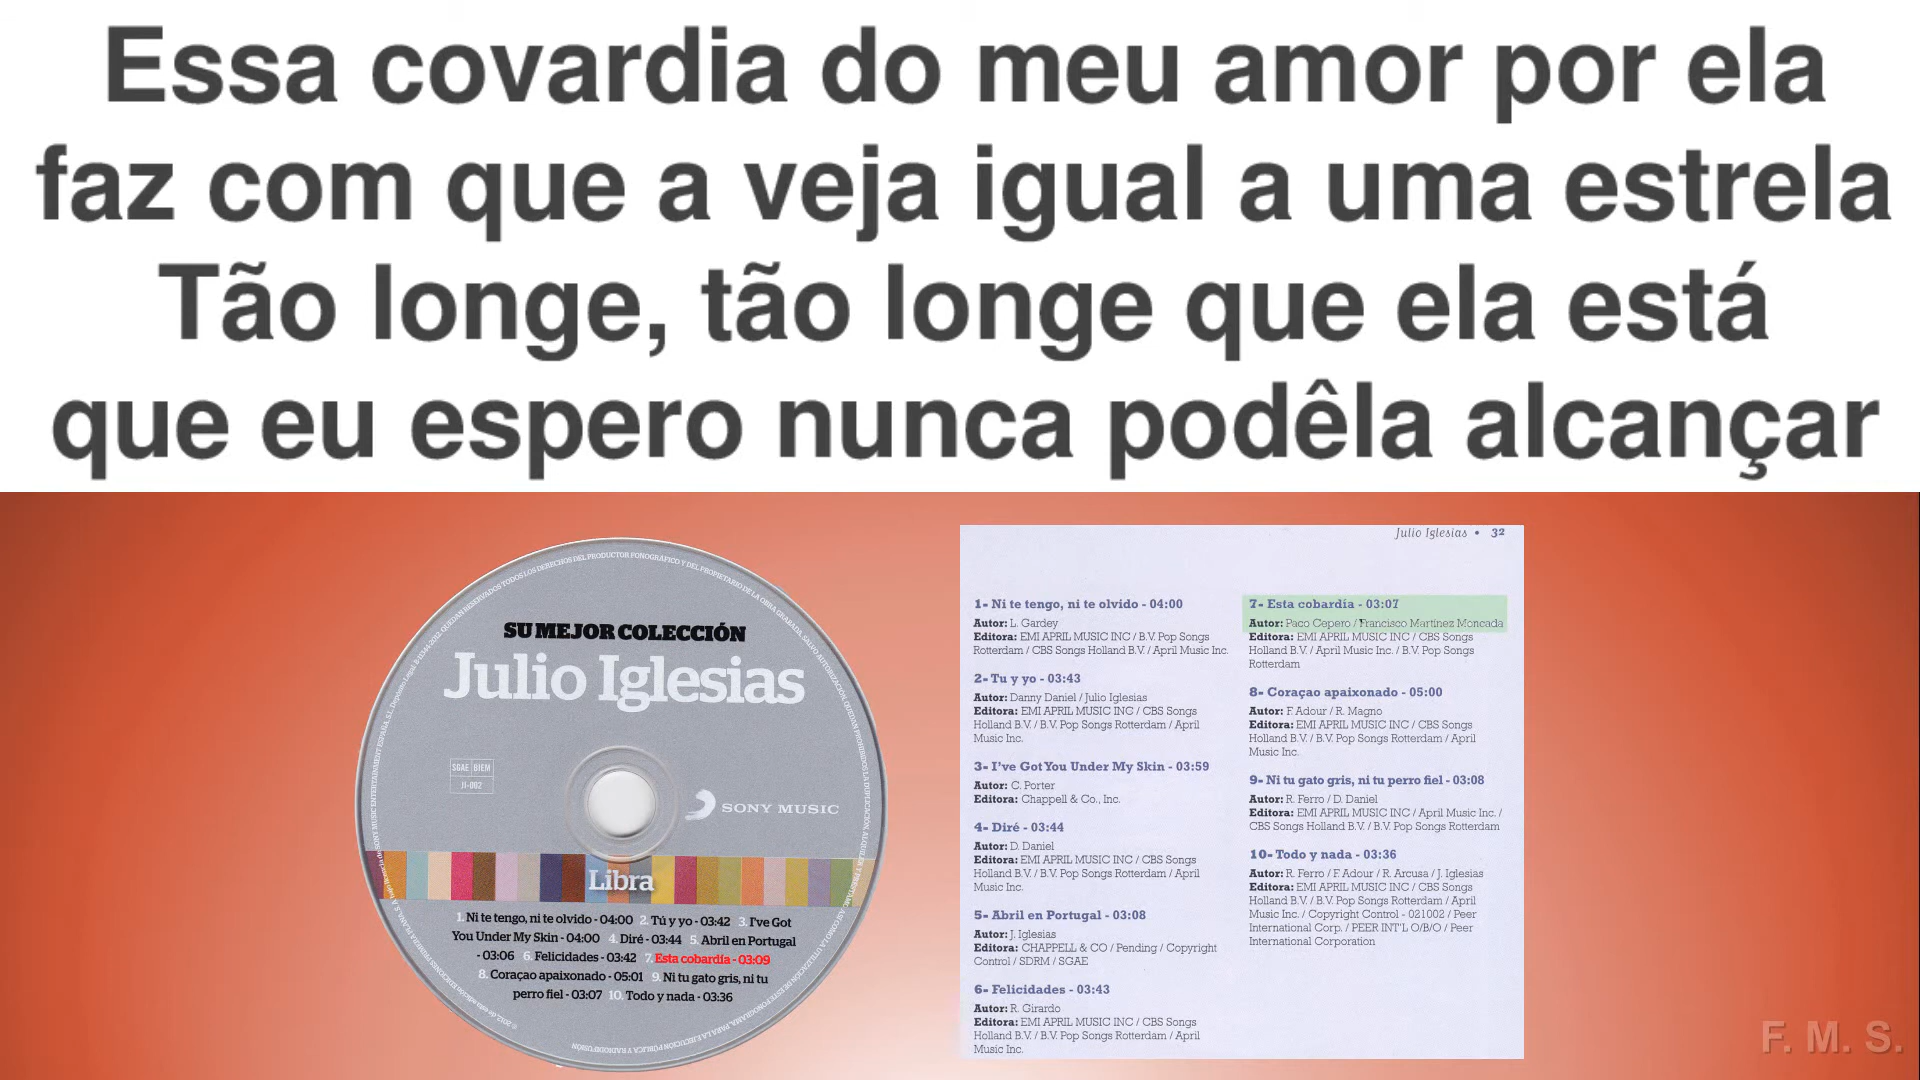 Essa covardia do meu amor por ela
faz com que a veja igual a uma estrela
Tão longe, tão longe que ela está
que eu espero nunca podêla alcançar
SU MEJOR COLECCIÓN
Julio Iglesias
SGAE BIEM
SONY MUSIC
Libra
1. Ni te tengo, ni te olvido - 04:00 2. Tú y yo - 03:42 3. I've Got
You Under My Skin - 04:00 4. Diré - 03:44 5. Abril en Portugal
- 03:06 6. Felicidades - 03:42 7. Esta cobardía - 03:09
8. Coraçao apaixonado - 05:01 9. Ni tu gato gris, ni tu
perro fiel - 03:07 10. Todo y nada - 03:36
Julio Iglesias • 32
1- Ni te tengo, ni te olvido - 04:00
Autor: L. Gardey
Editora: EMI APRIL MUSIC INC / B.V. Pop Songs
Rotterdam / CBS Songs Holland B.V. / April Music Inc.
2- Tu y yo - 03:43
Autor: Danny Daniel / Julio Iglesias
Editora: EMI APRIL MUSIC INC / CBS Songs
Holland B.V. / B.V. Pop Songs Rotterdam / April
Music Inc.
3- I've Got You Under My Skin - 03:59
Autor: C. Porter
Editora: Chappell & Co., Inc.
4- Diré - 03:44
Autor: D. Daniel
Editora: EMI APRIL MUSIC INC / CBS Songs
Holland B.V. / B.V. Pop Songs Rotterdam / April
Music Inc.
5- Abril en Portugal - 03:08
Autor: J. Iglesias
Editora: CHAPPELL & CO / Pending / Copyright
Control / SDRM / SGAE
6- Felicidades - 03:43
Autor: R. Girardo
Editora: EMI APRIL MUSIC INC / CBS Songs
Holland B.V. / B.V. Pop Songs Rotterdam / April
Music Inc.
7- Esta cobardía - 03:07
Autor: Paco Cepero / Francisco Martínez Moncada
Editora: EMI APRIL MUSIC INC / CBS Songs
Holland B.V. / April Music Inc. / B.V. Pop Songs
Rotterdam
8- Coraçao apaixonado - 05:00
Autor: F. Adour / R. Magno
Editora: EMI APRIL MUSIC INC / CBS Songs
Holland B.V. / B.V. Pop Songs Rotterdam / April
Music Inc.
9- Ni tu gato gris, ni tu perro fiel - 03:08
Autor: R. Ferro / D. Daniel
Editora: EMI APRIL MUSIC INC / April Music Inc. /
CBS Songs Holland B.V. / B.V. Pop Songs Rotterdam
10- Todo y nada - 03:36
Autor: R. Ferro / F. Adour / R. Arcusa / J. Iglesias
Editora: EMI APRIL MUSIC INC / CBS Songs
Holland B.V. / B.V. Pop Songs Rotterdam / April
Music Inc. / Copyright Control - 021002 / Peer
International Corp. / PEER INT'L O/B/O / Peer
International Corporation
F. M. S.